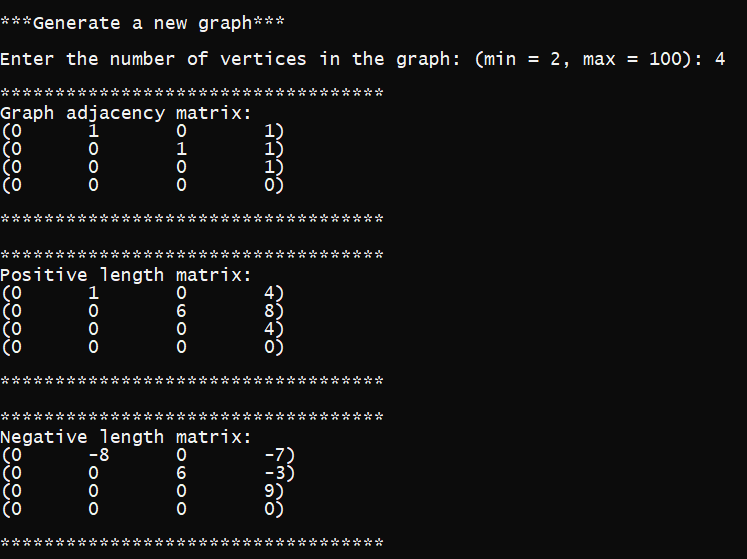 ***Generate a new graph***
Enter the number of vertices in the graph: (min = 2, max = 100): 4
***********************************
Graph adjacency matrix:
(0      1       0       1)
(0      0       1       1)
(0      0       0       1)
(0      0       0       0)
***********************************
***********************************
Positive length matrix:
(0      1       0       4)
(0      0       6       8)
(0      0       0       4)
(0      0       0       0)
***********************************
***********************************
Negative length matrix:
(0      -8      0       -7)
(0      0       6       -3)
(0      0       0       9)
(0      0       0       0)
***********************************